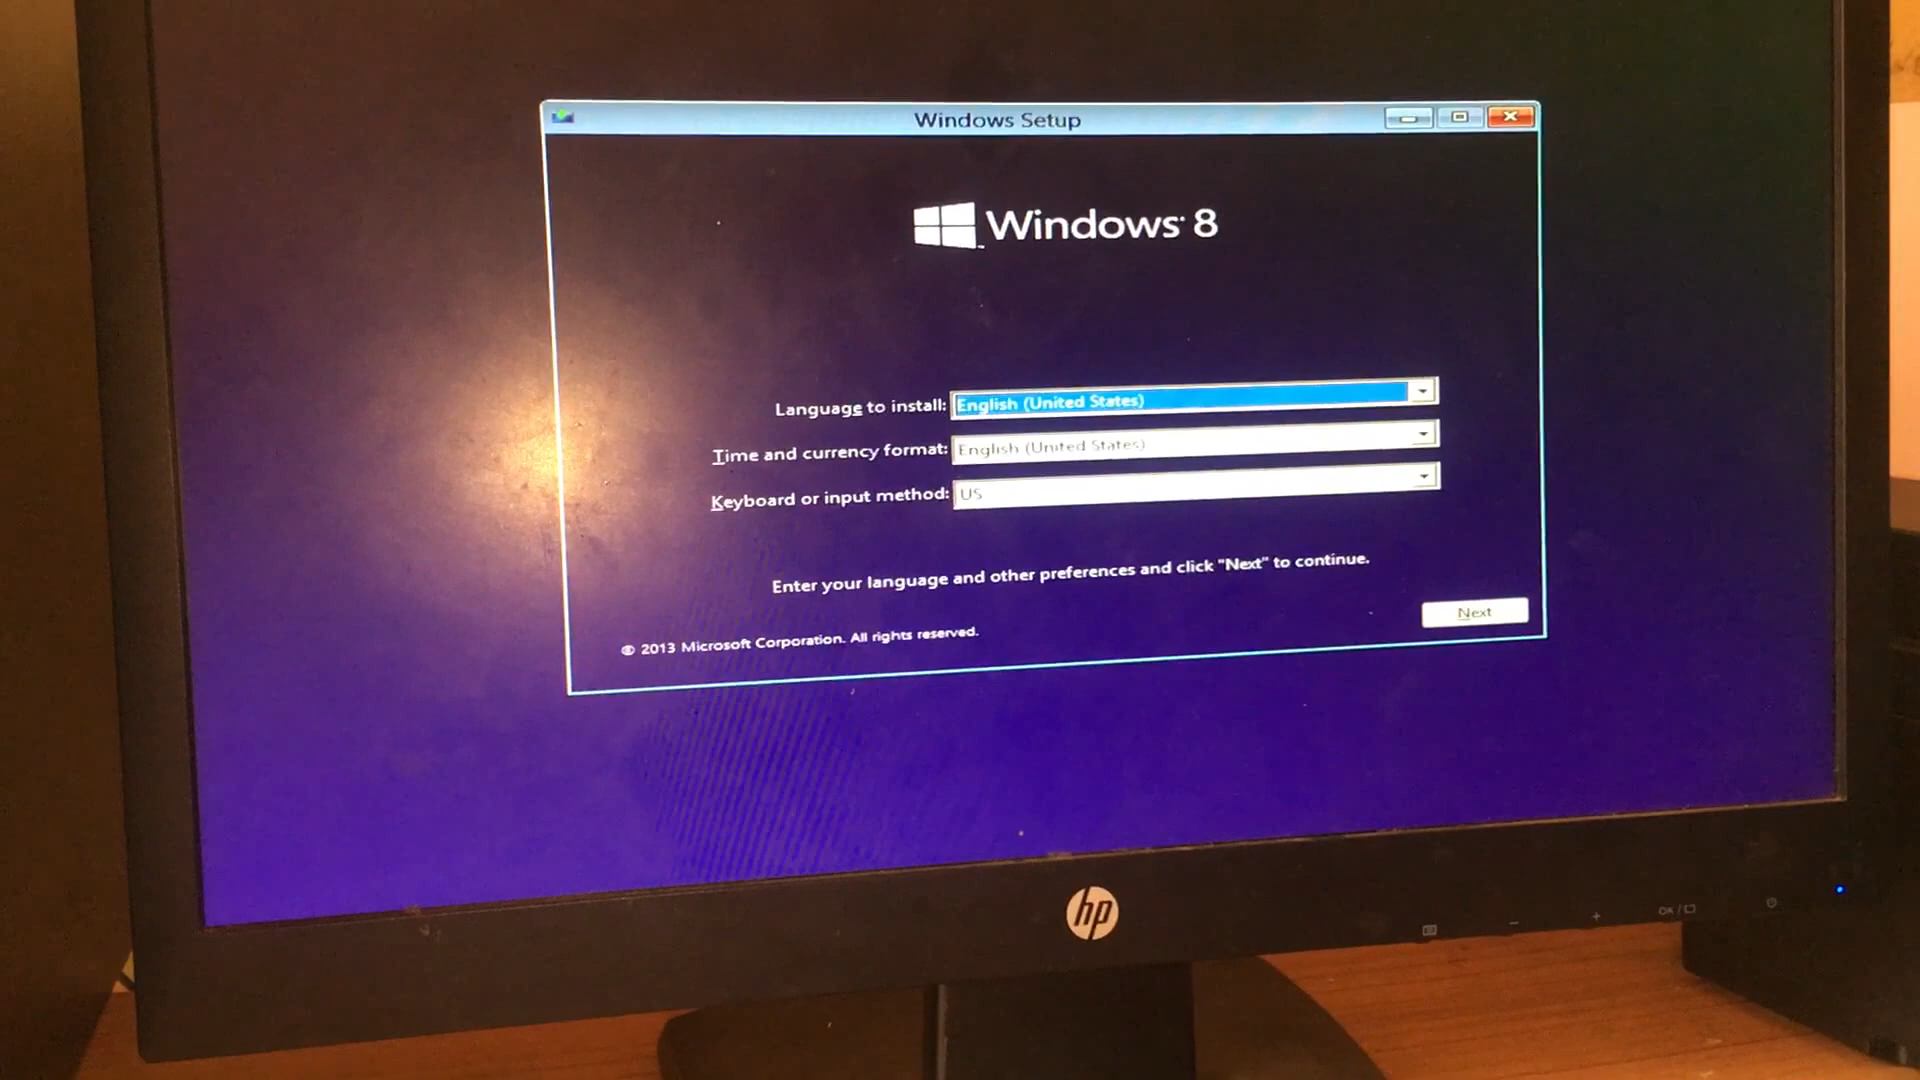 Windows Setup
Windows 8
Language to install: English (United States)
Time and currency format: English (United States)
Keyboard or input method: US
Enter your language and other preferences and click "Next" to continue.
Next
© 2013 Microsoft Corporation. All rights reserved.
hp
- + OK /